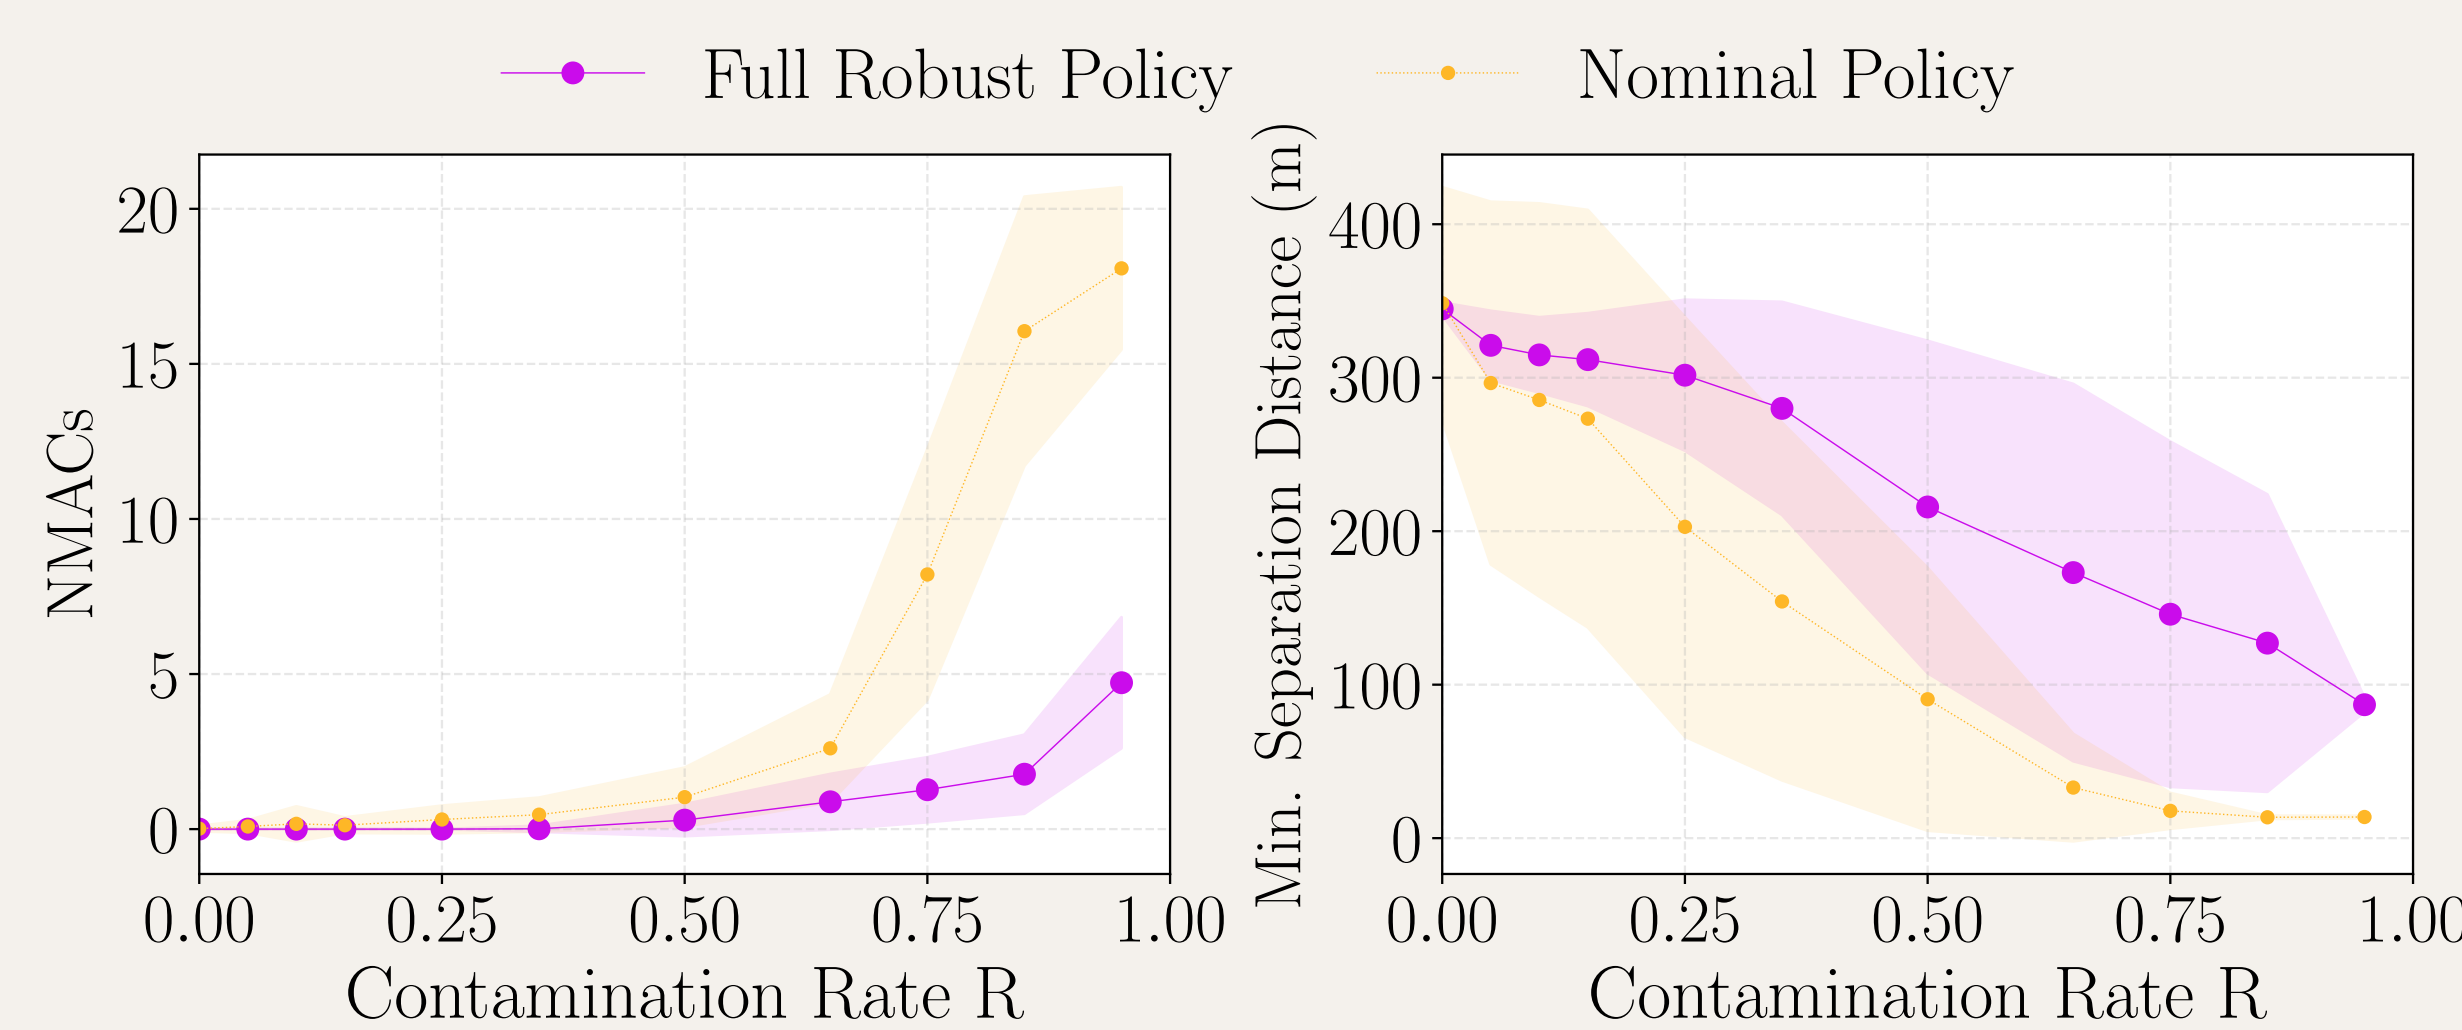 Full Robust Policy
Nominal Policy
NMACs
20
15
10
5
0
0.00 0.25 0.50 0.75 1.00
Contamination Rate R
Min. Separation Distance (m)
400
300
200
100
0
0.00 0.25 0.50 0.75 1.00
Contamination Rate R